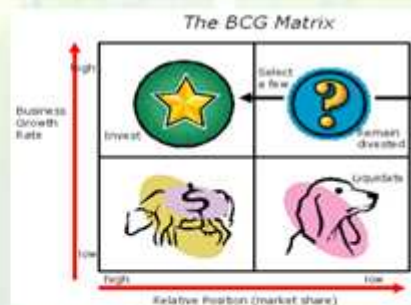 The BCG Matrix
high
Business
Growth
Rate
Select
a few
?
Invest
Remain
divested
$
Liquidate
low
high
low
Relative Position (market share)